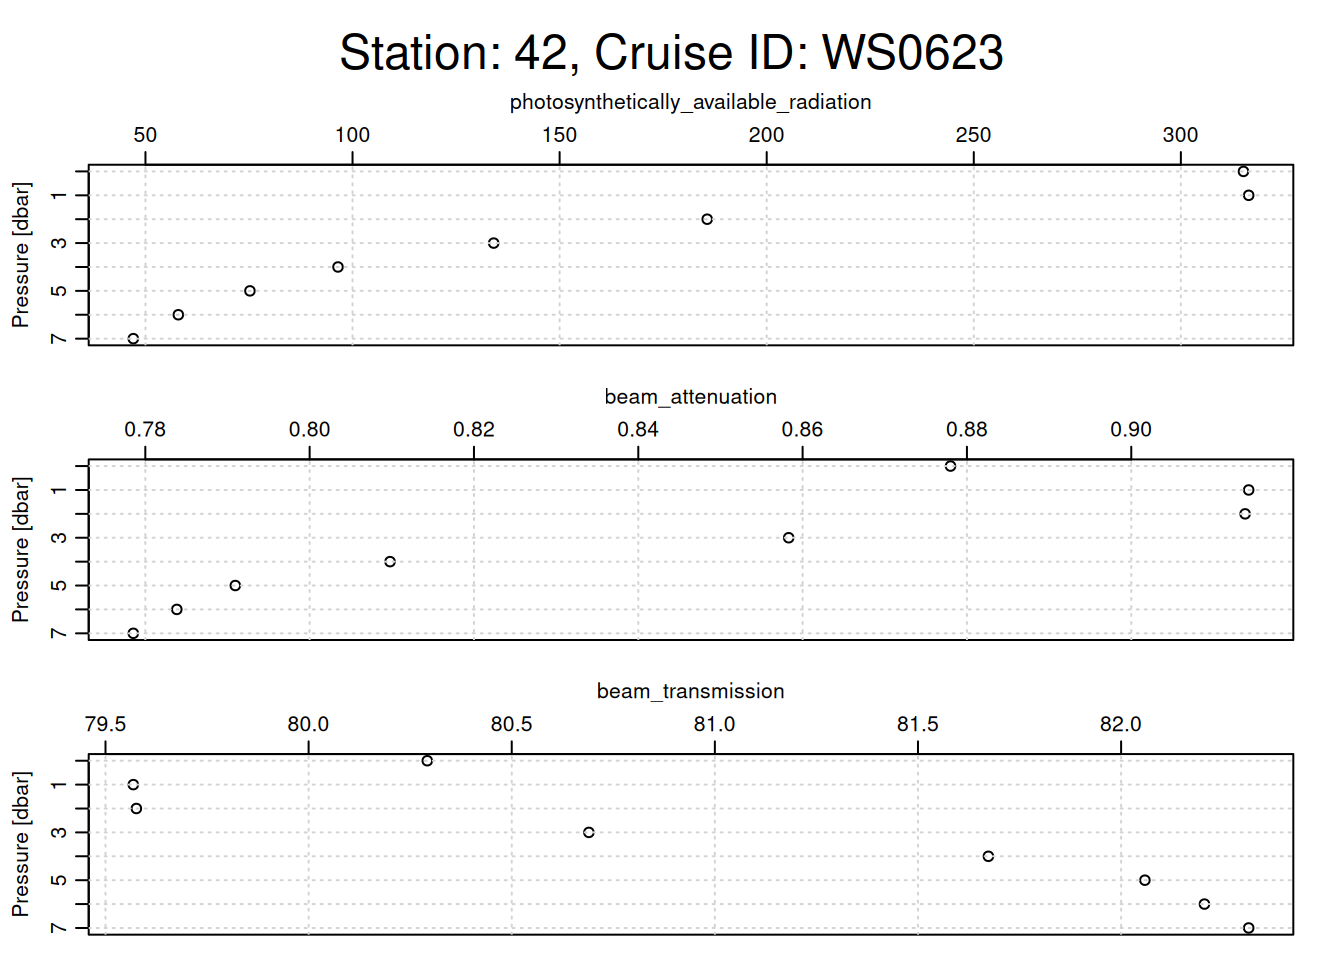 Station: 42, Cruise ID: WS0623
photosynthetically_available_radiation
50 100 150 200 250 300
Pressure [dbar]
1
3
5
7
beam_attenuation
0.78 0.80 0.82 0.84 0.86 0.88 0.90
Pressure [dbar]
1
3
5
7
beam_transmission
79.5 80.0 80.5 81.0 81.5 82.0
Pressure [dbar]
1
3
5
7